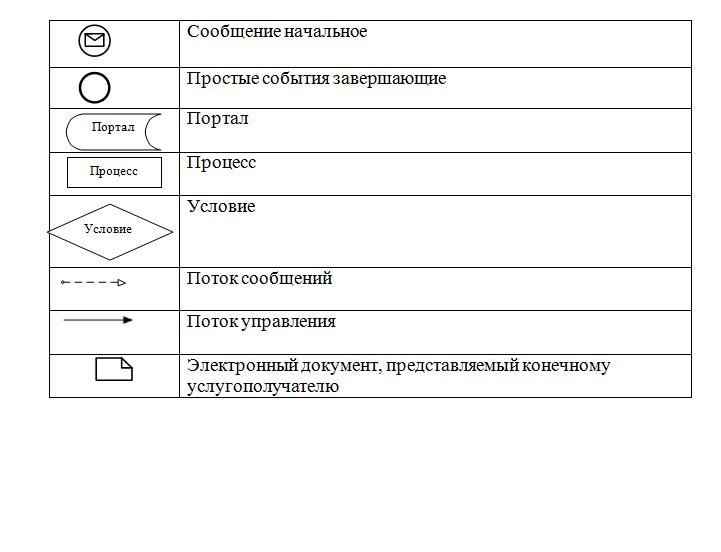 Сообщение начальное
Простые события завершающие
Портал
Портал
Процесс
Процесс
Условие
Условие
Поток сообщений
Поток управления
Электронный документ, представляемый конечному
услугополучателю